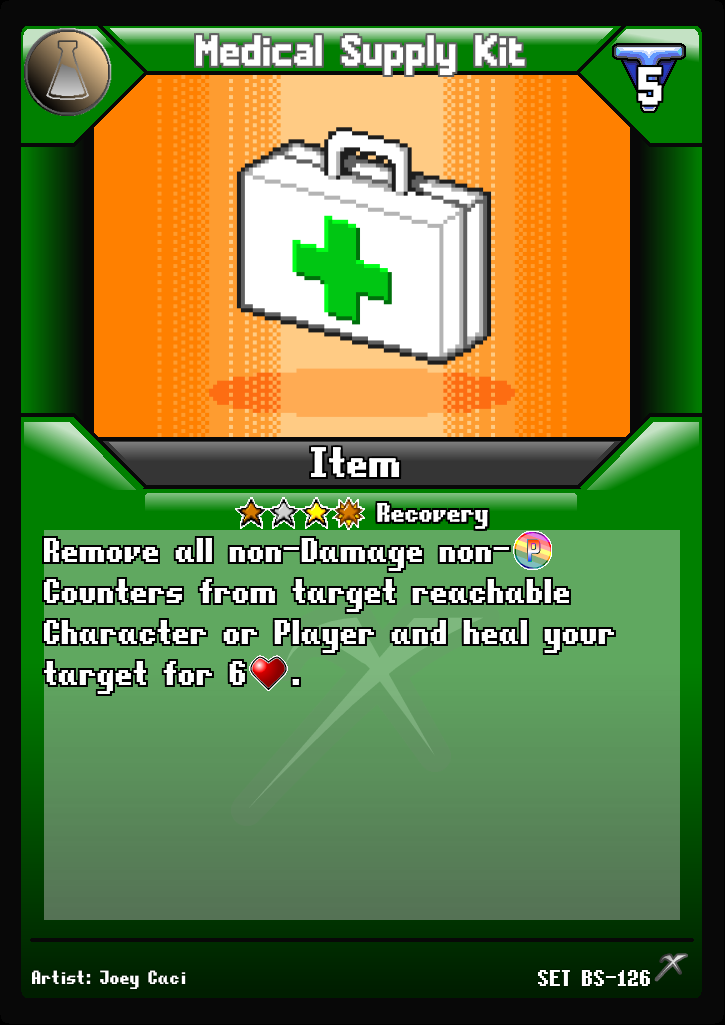 Medical Supply Kit
5
Item
Recovery
Remove all non-Damage non-P
Counters from target reachable
Character or Player and heal your
target for 6❤.
Artist: Joey Caci
SET BS-126